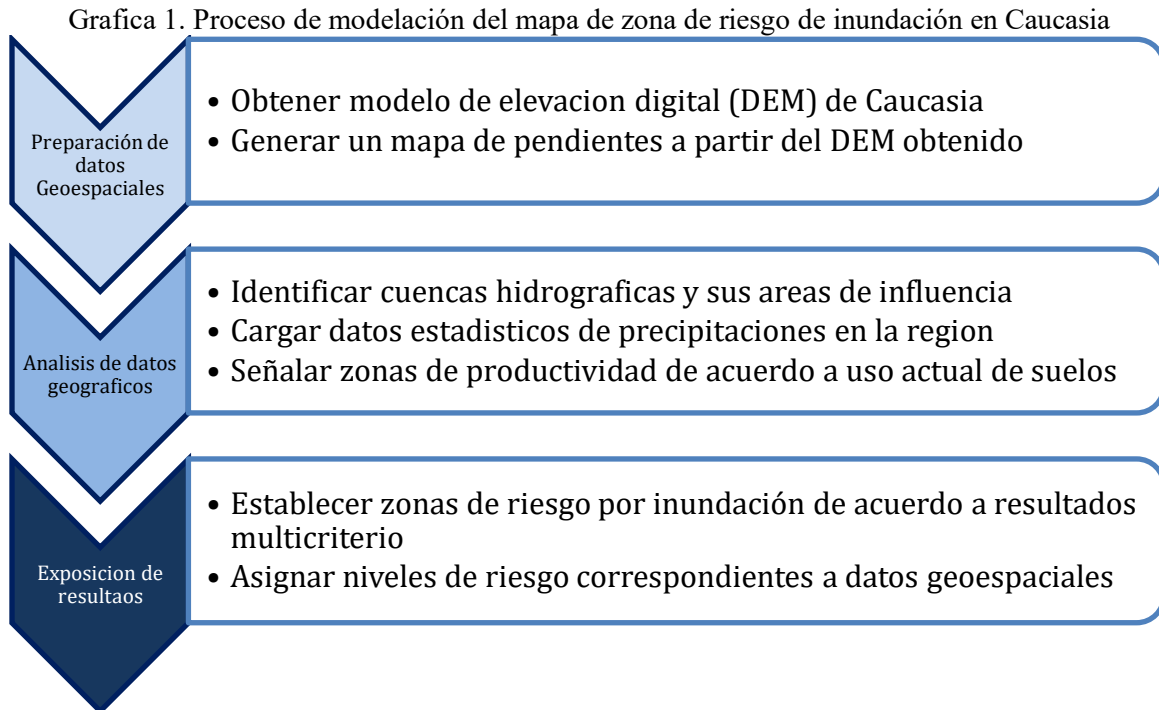 Grafica 1. Proceso de modelación del mapa de zona de riesgo de inundación en Caucasia
Preparación de
datos
Geoespaciales
• Obtener modelo de elevacion digital (DEM) de Caucasia
• Generar un mapa de pendientes a partir del DEM obtenido
Analisis de datos
geograficos
• Identificar cuencas hidrograficas y sus areas de influencia
• Cargar datos estadisticos de precipitaciones en la region
• Señalar zonas de productividad de acuerdo a uso actual de suelos
Exposicion de
resultaos
• Establecer zonas de riesgo por inundación de acuerdo a resultados
multicriterio
• Asignar niveles de riesgo correspondientes a datos geoespaciales